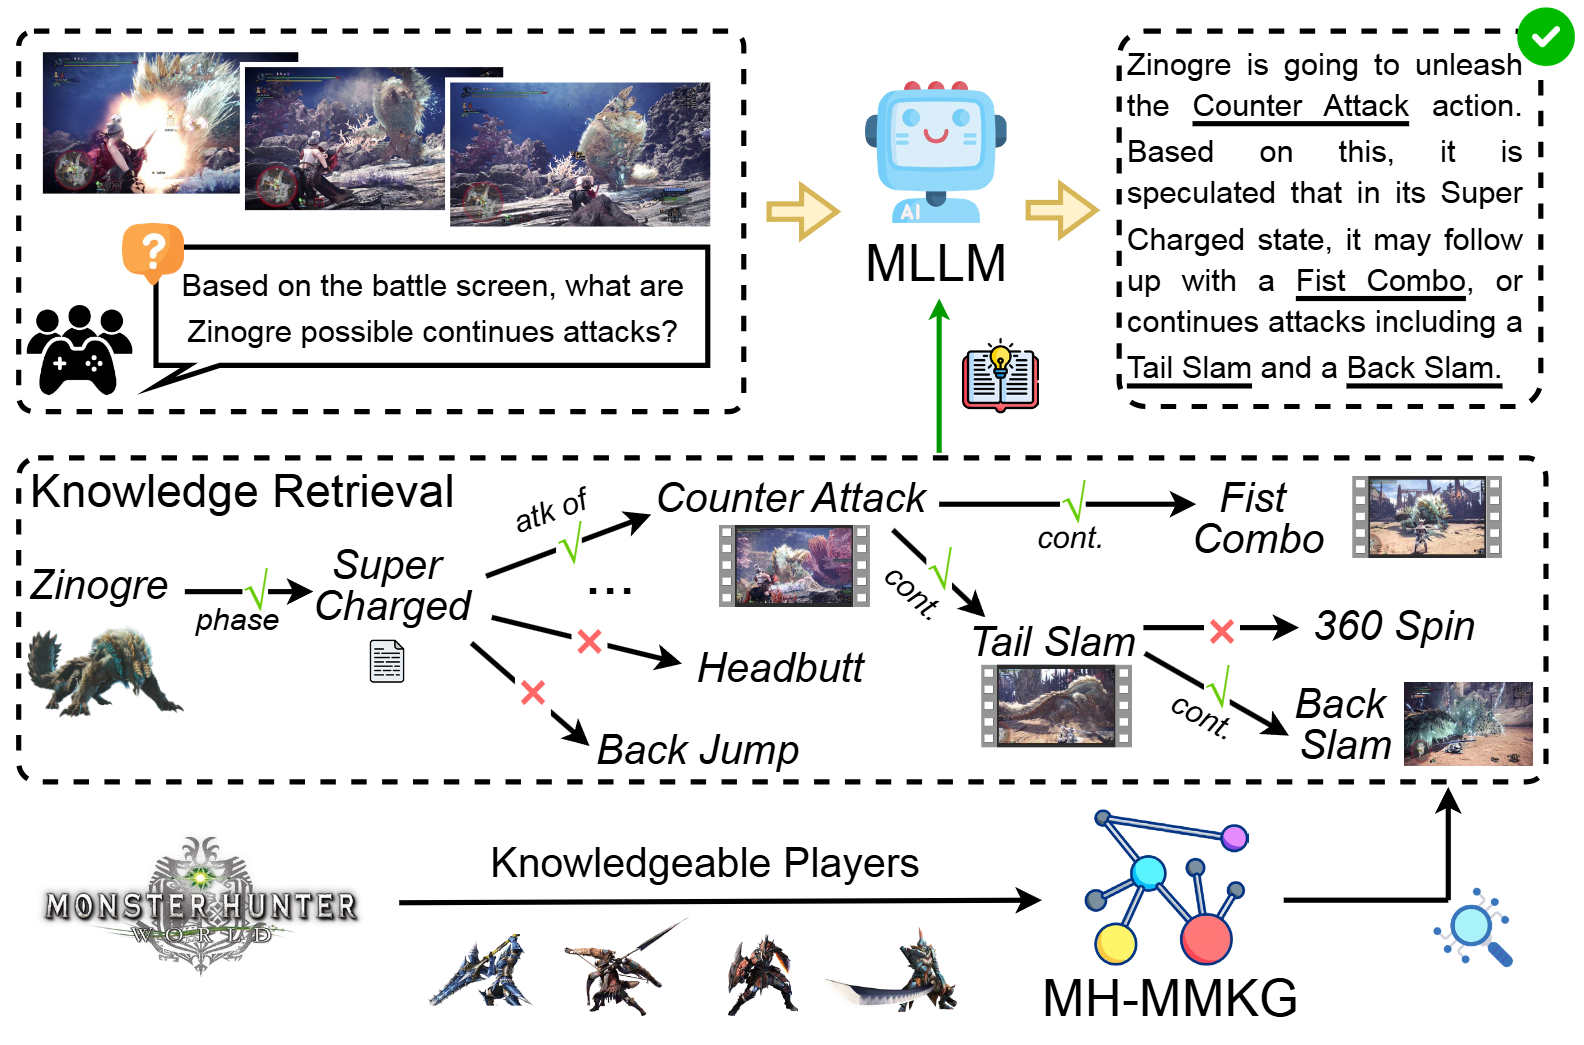 Based on the battle screen, what are
Zinogre possible continues attacks?
?
AI
MLLM
Zinogre is going to unleash
the Counter Attack action.
Based on this, it is
speculated that in its Super
Charged state, it may follow
up with a Fist Combo, or
continues attacks including a
Tail Slam and a Back Slam.
Knowledge Retrieval
Zinogre
phase
Super
Charged
atk of
...
Counter Attack
cont.
Fist
Combo
cont.
Tail Slam
360 Spin
cont.
Back
Slam
Headbutt
Back Jump
MONSTER HUNTER
WORLD
Knowledgeable Players
MH-MMKG